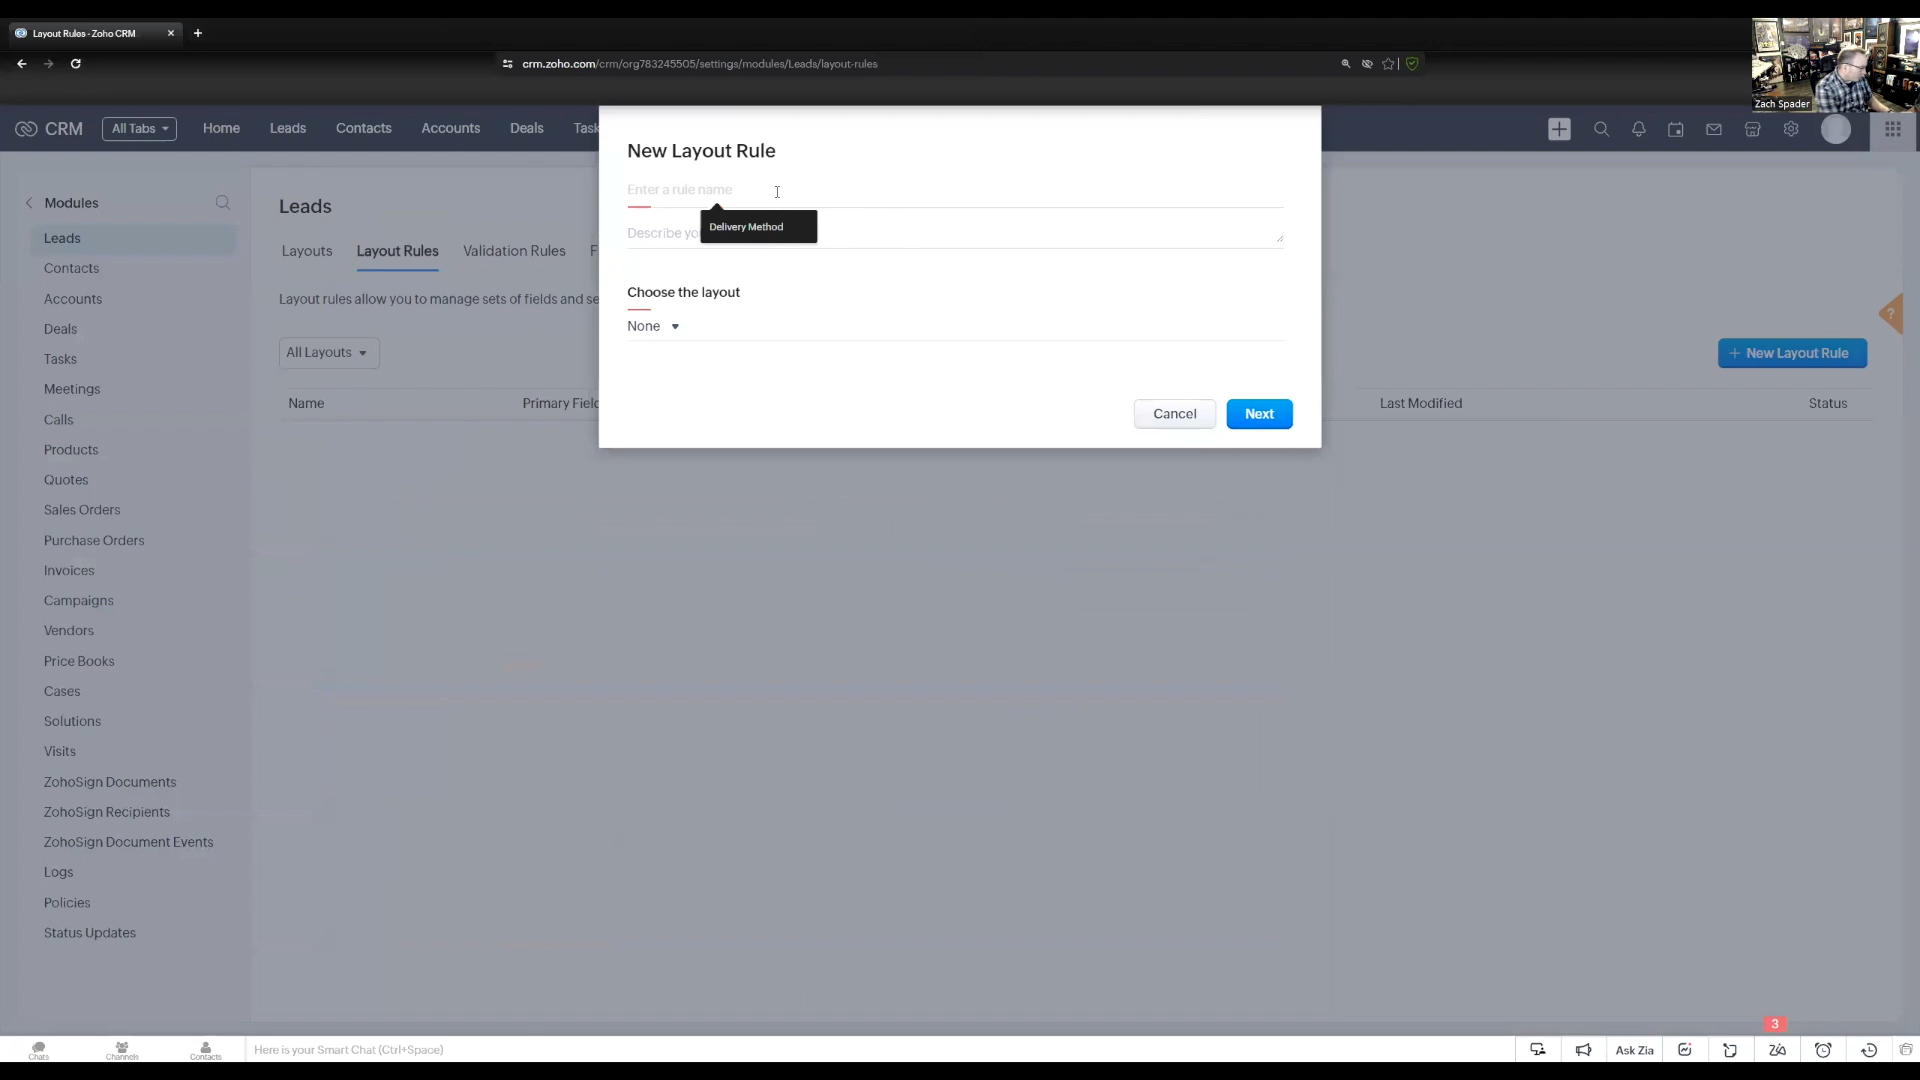 Layout Rules - Zoho CRM
crm.zoho.com/crm/org783245505/settings/modules/Leads/layout-rules
Zach Spader
CRM
All Tabs
Home
Leads
Contacts
Accounts
Deals
Task
New Layout Rule
Enter a rule name
Delivery Method
Describe yo
Choose the layout
None
Cancel
Next
Modules
Leads
Contacts
Accounts
Deals
Tasks
Meetings
Calls
Products
Quotes
Sales Orders
Purchase Orders
Invoices
Campaigns
Vendors
Price Books
Cases
Solutions
Visits
ZohoSign Documents
ZohoSign Recipients
ZohoSign Document Events
Logs
Policies
Status Updates
Leads
Layouts
Layout Rules
Validation Rules
F
Layout rules allow you to manage sets of fields and se
All Layouts
+ New Layout Rule
?
Name
Primary Field
Last Modified
Status
3
Chats
Channels
Contacts
Here is your Smart Chat (Ctrl+Space)
Ask Zia